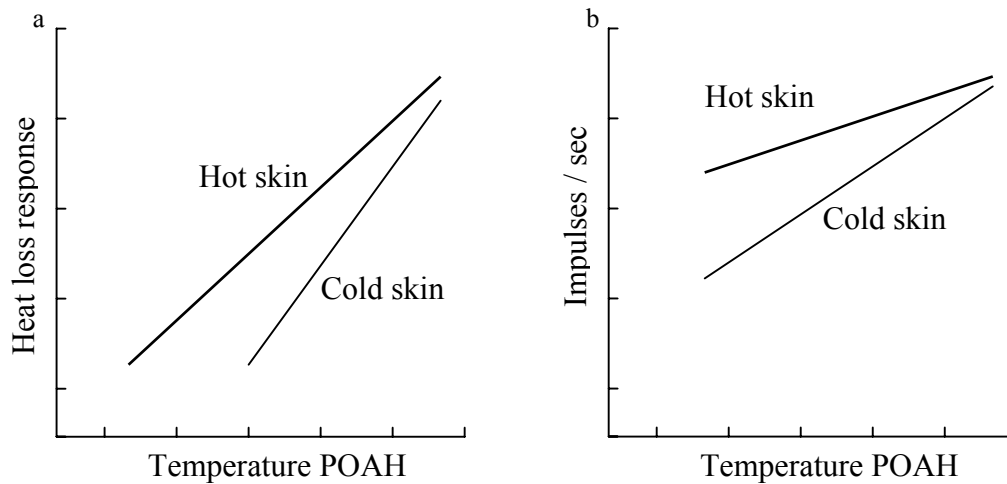 a
Heat loss response
Hot skin
Cold skin
Temperature POAH
b
Impulses / sec
Hot skin
Cold skin
Temperature POAH